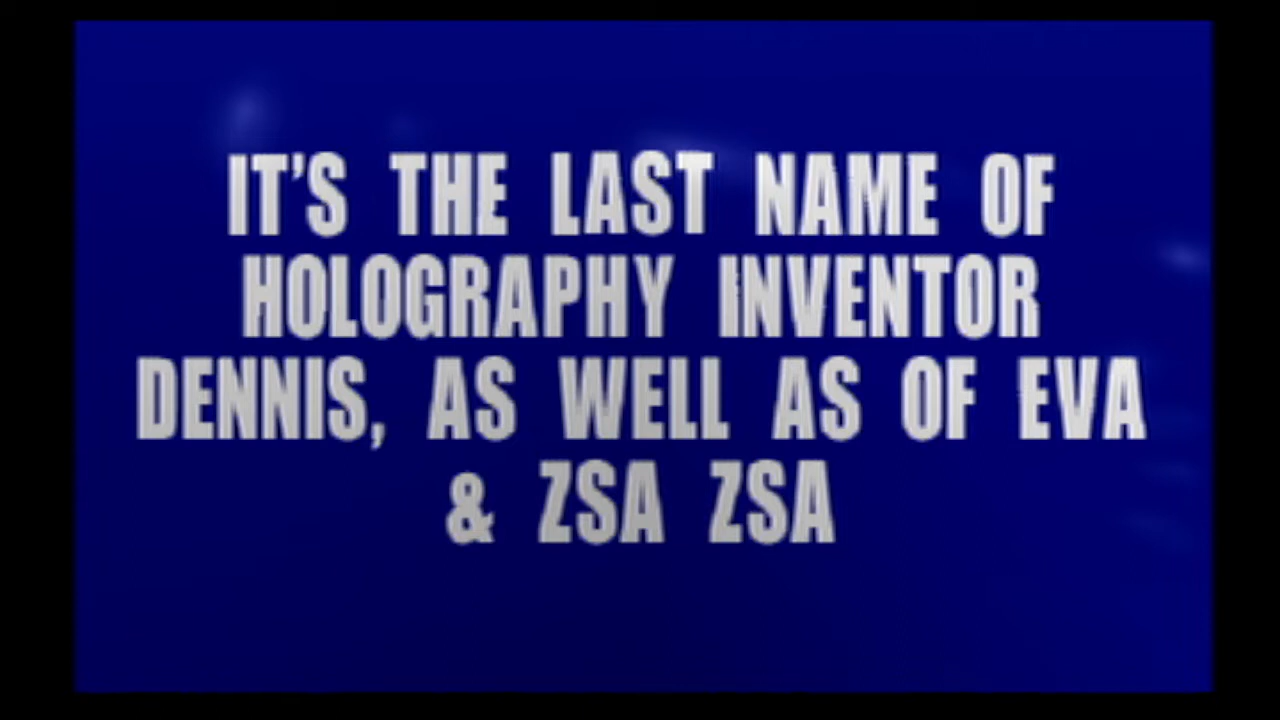 IT'S THE LAST NAME OF
HOLOGRAPHY INVENTOR
DENNIS, AS WELL AS OF EVA
& ZSA ZSA